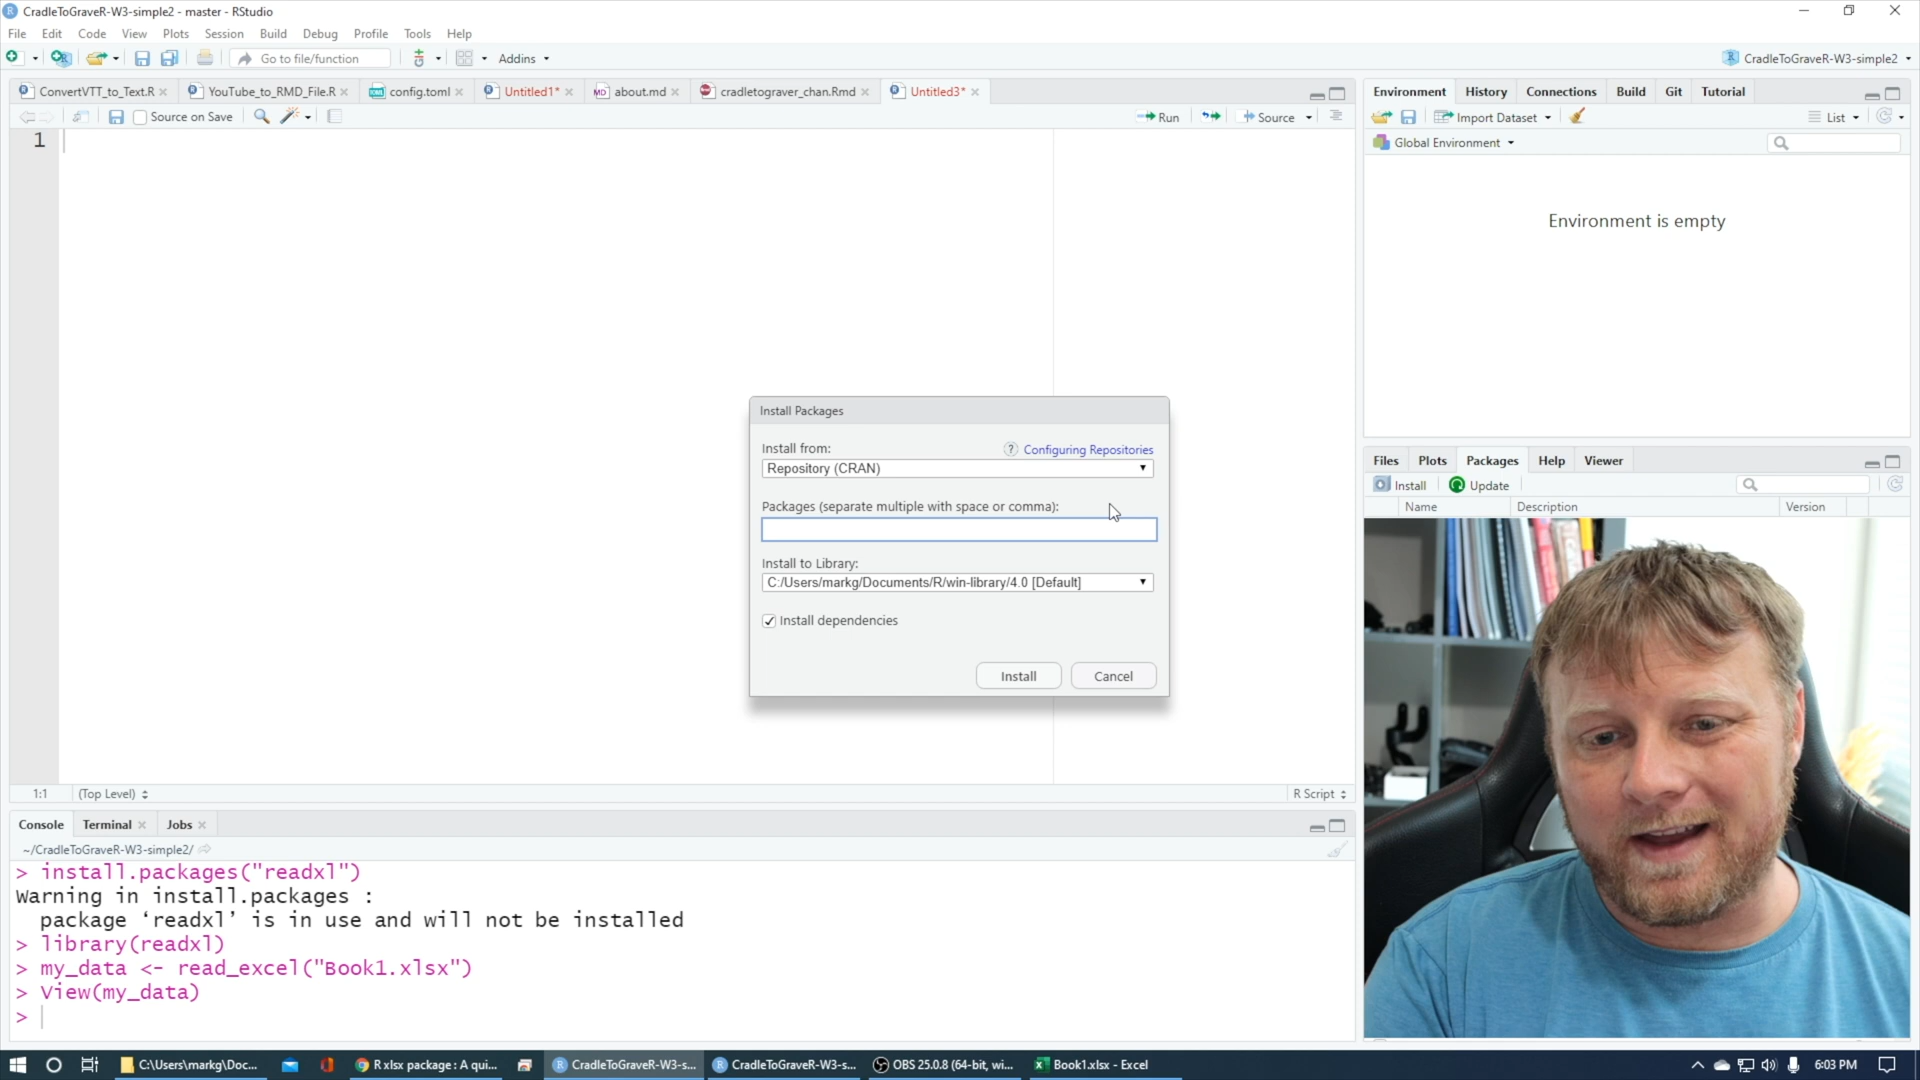 CradleToGraveR-W3-simple2 - master - RStudio
File Edit Code View Plots Session Build Debug Profile Tools Help
Go to file/function Addins CradleToGraveR-W3-simple2
ConvertVTT_to_Text.R YouTube_to_RMD_File.R config.toml Untitled1* about.md cradletograver_chan.Rmd Untitled3*
Source on Save Run Source
1
Install Packages
Install from: ? Configuring Repositories
Repository (CRAN)
Packages (separate multiple with space or comma):
Install to Library:
C:/Users/markg/Documents/R/win-library/4.0 [Default]
Install dependencies
Install Cancel
1:1 (Top Level) R Script
Console Terminal Jobs
~/CradleToGraveR-W3-simple2/
> install.packages("readxl")
Warning in install.packages :
package ‘readxl’ is in use and will not be installed
> library(readxl)
> my_data <- read_excel("Book1.xlsx")
> View(my_data)
>
Environment History Connections Build Git Tutorial
Import Dataset List
Global Environment
Environment is empty
Files Plots Packages Help Viewer
Install Update
Name Description Version
C:\Users\markg\Doc... R xlsx package : A qui... CradleToGraveR-W3-s... CradleToGraveR-W3-s... OBS 25.0.8 (64-bit, wi... Book1.xlsx - Excel 6:03 PM